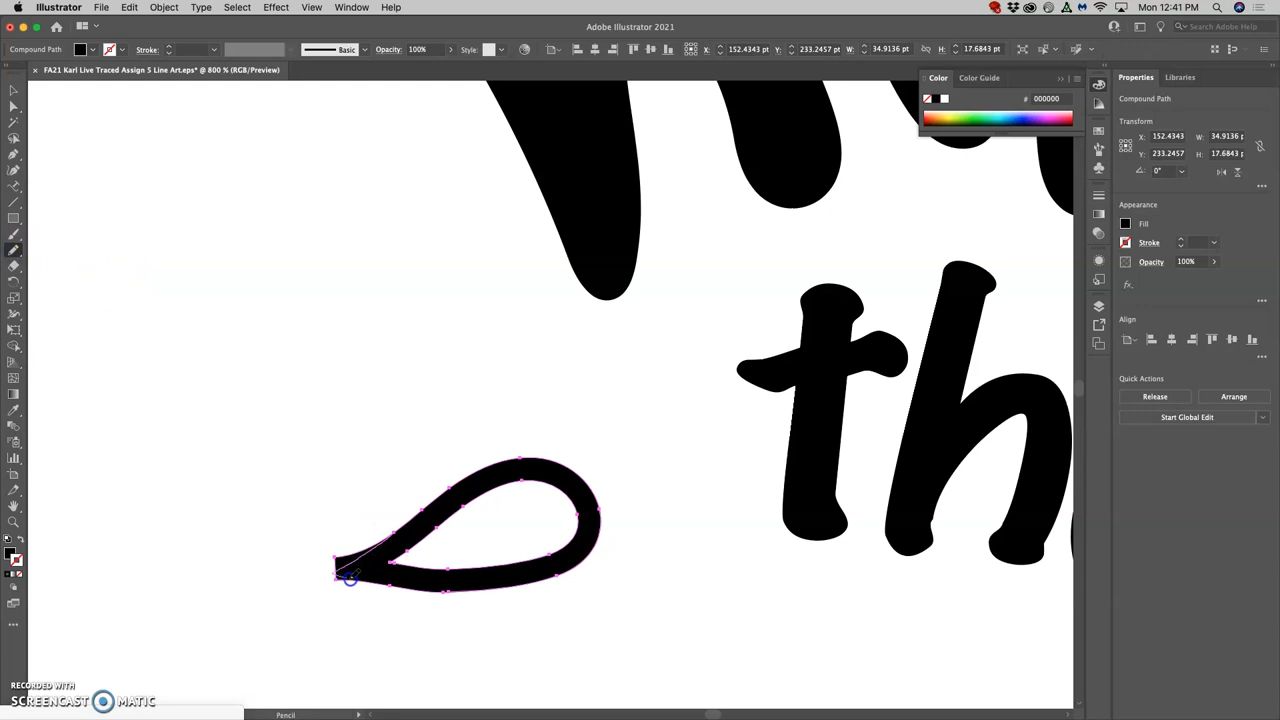 Illustrator File Edit Object Type Select Effect View Window Help Mon 12:41 PM
Adobe Illustrator 2021 Search Adobe Help
Compound Path Stroke: Basic Opacity: 100% Style: X: 152.4343 pt Y: 233.2457 pt W: 34.9136 pt H: 17.6843 pt
× FA21 Karl Live Traced Assign 5 Line Art.eps* @ 800 % (RGB/Preview)
Color Color Guide
# 000000
Properties Libraries
Compound Path
Transform
X: 152.4343 W: 34.9136 p
Y: 233.2457 H: 17.6843 p
0°
Appearance
Fill
Stroke
Opacity 100%
fx.
Align
Quick Actions
Release Arrange
Start Global Edit
th
RECORDED WITH
SCREENCAST MATIC
Pencil